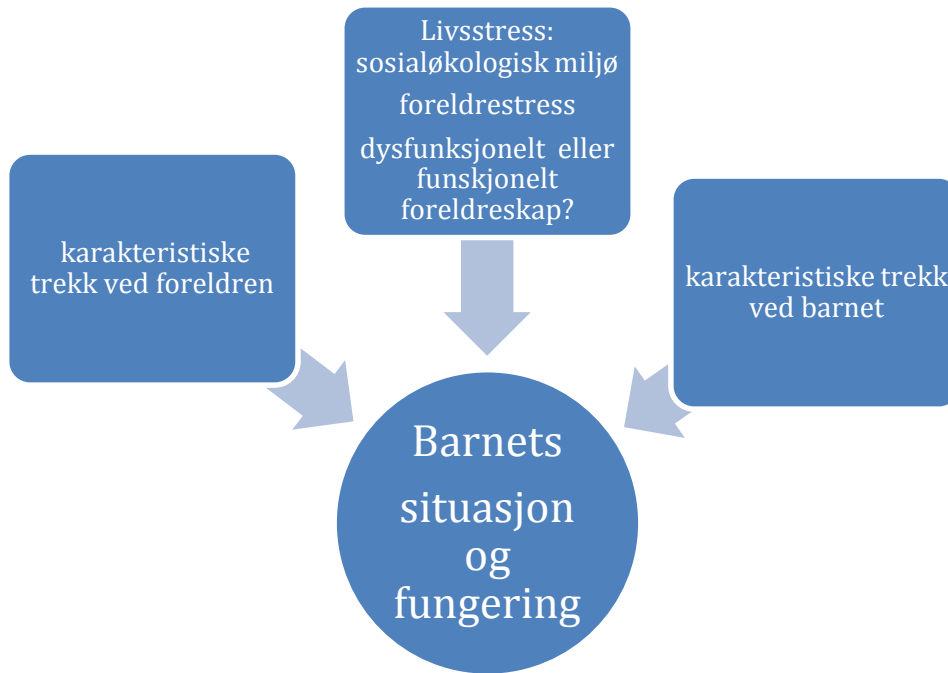 Livsstress:
sosialøkologisk miljø
foreldrestress
dysfunksjonelt eller
funskjonelt
foreldreskap?
karakteristiske
trekk ved foreldren
karakteristiske trekk
ved barnet
Barnets
situasjon
og
fungering